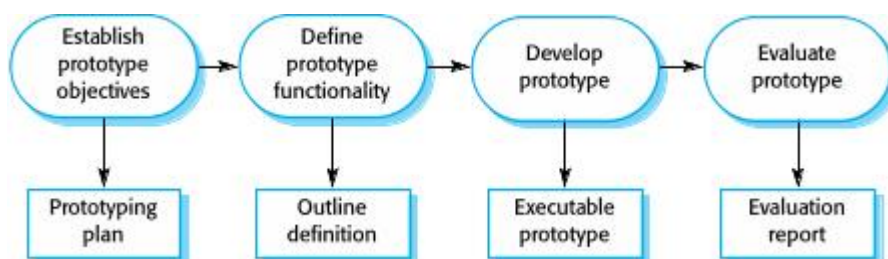 Establish
prototype
objectives
Define
prototype
functionality
Develop
prototype
Evaluate
prototype
Prototyping
plan
Outline
definition
Executable
prototype
Evaluation
report